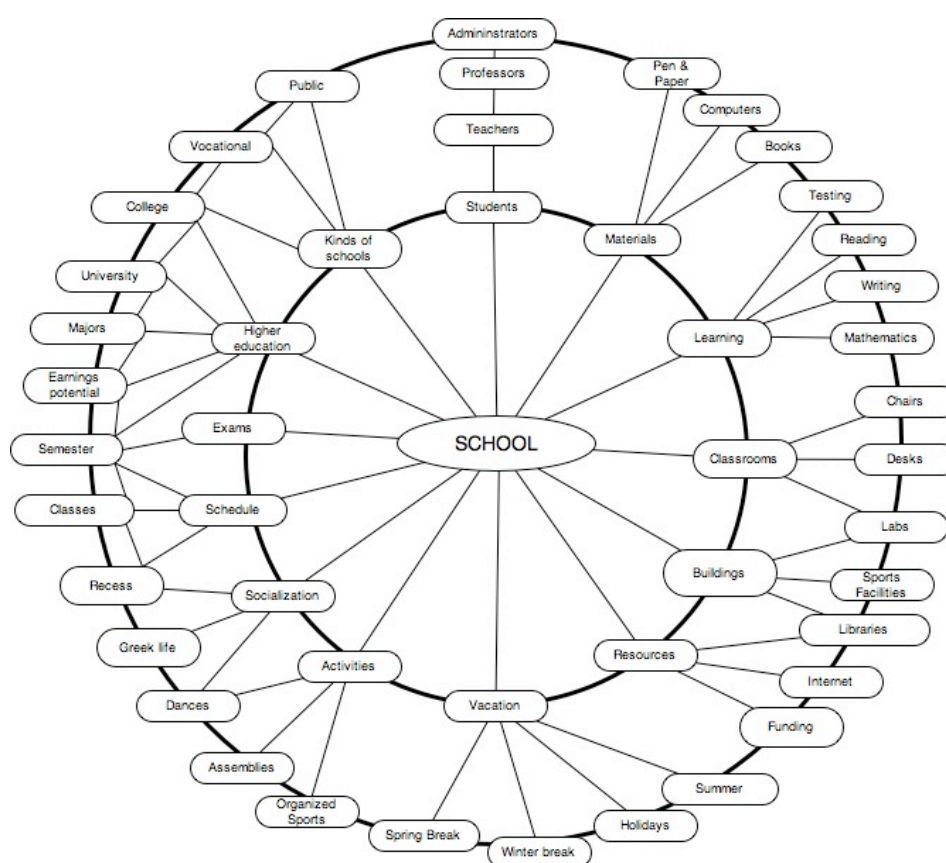 Admininstrators
Professors
Pen &
Paper
Public
Computers
Teachers
Vocational
Books
Testing
College
Students
Kinds of
schools
Materials
Reading
University
Writing
Majors
Higher
education
Learning
Mathematics
Earnings
potential
Chairs
Exams
SCHOOL
Semester
Classrooms
Desks
Classes
Schedule
Labs
Recess
Buildings
Sports
Facilities
Socialization
Libraries
Greek life
Activities
Resources
Internet
Dances
Vacation
Funding
Assemblies
Summer
Organized
Sports
Holidays
Spring Break
Winter break